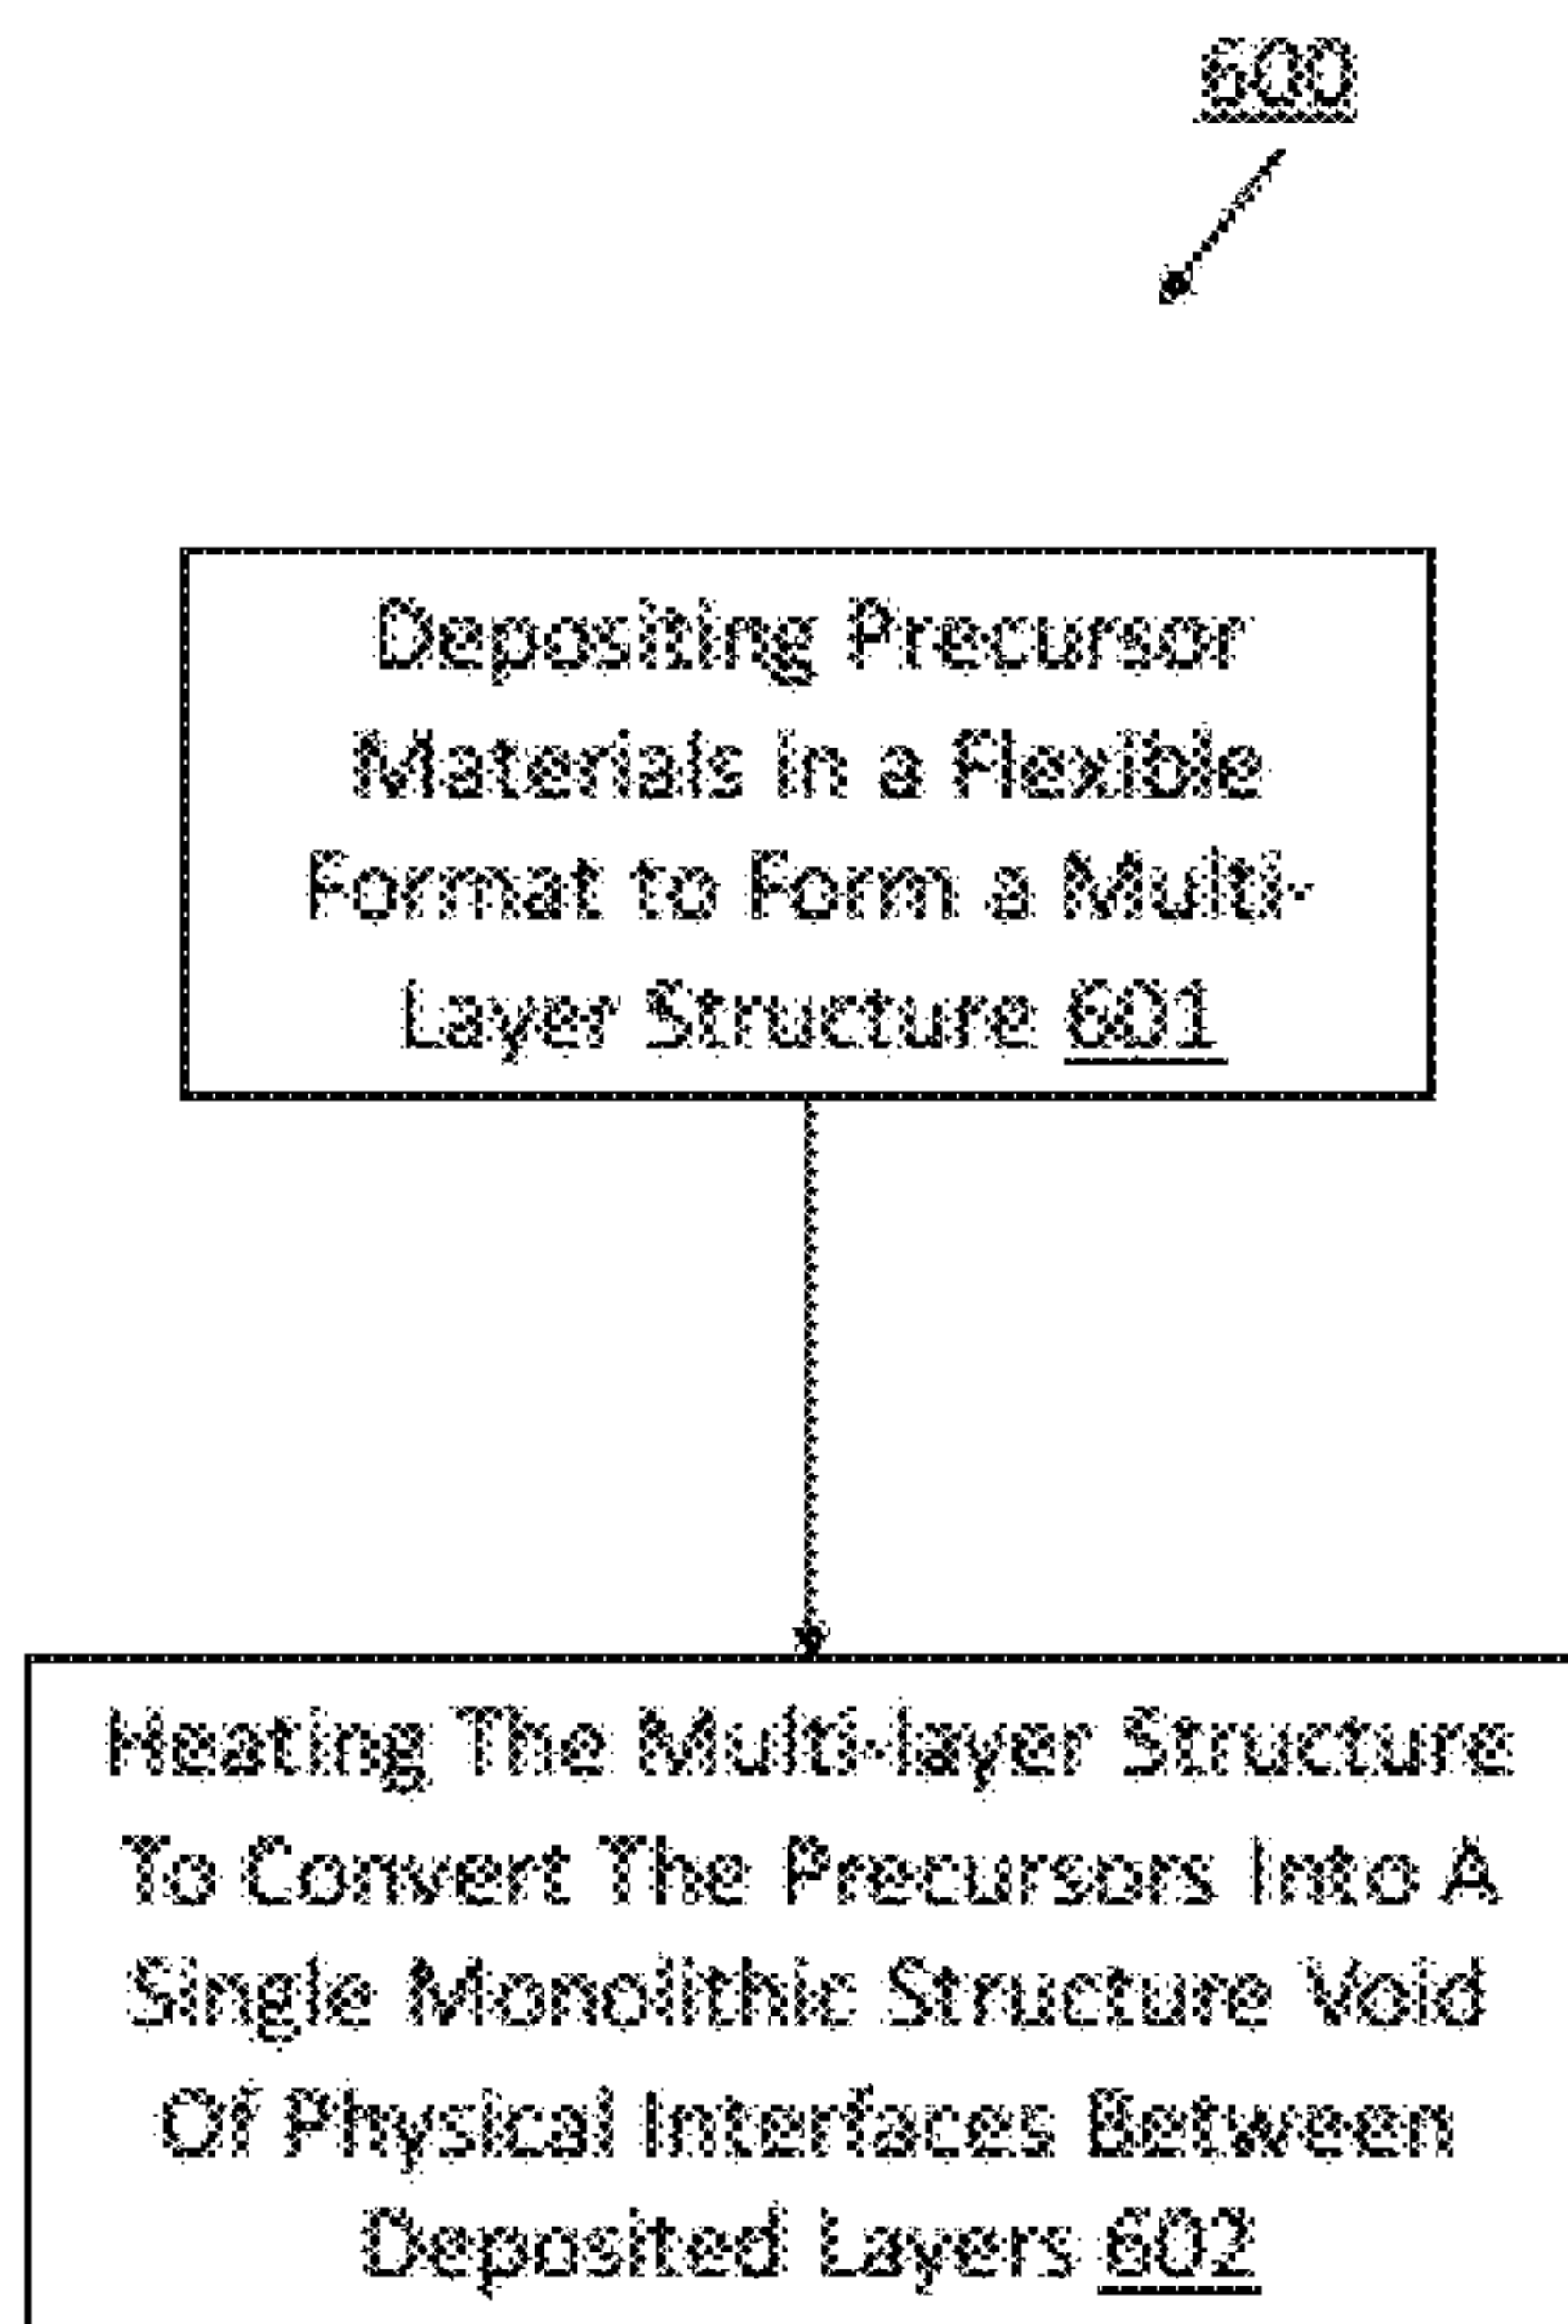 600
Depositing Precursor
Materials In a Flexible
Format to Form a Multi-
Layer Structure 601
Heating The Multi-layer Structure
To Convert The Precursors Into A
Single Monolithic Structure Void
Of Physical Interfaces Between
Deposited Layers 602